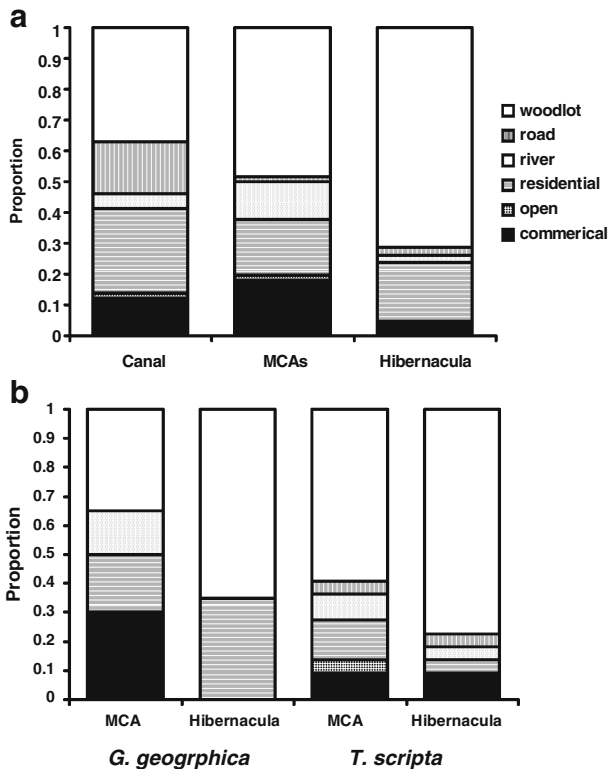 a
1
0.9
0.8
0.7
0.6
0.5
0.4
0.3
0.2
0.1
0
Proportion
Canal MCAs Hibernacula
woodlot
road
river
residential
open
commerical
b
1
0.9
0.8
0.7
0.6
0.5
0.4
0.3
0.2
0.1
0
Proportion
MCA Hibernacula MCA Hibernacula
G. geogrphica T. scripta